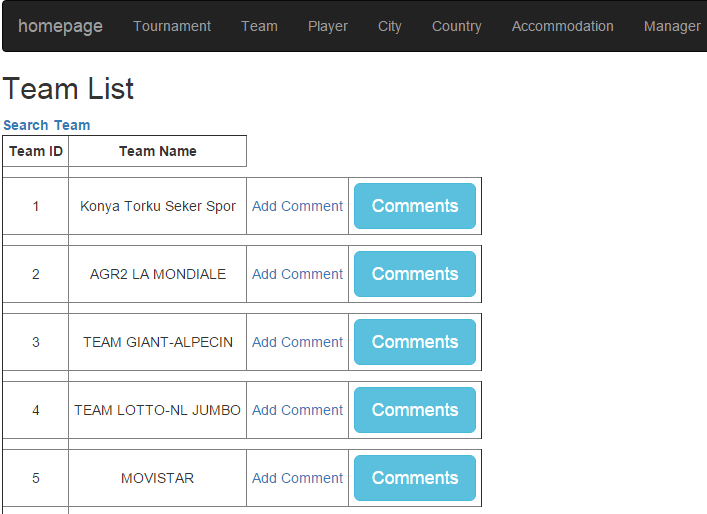 homepage Tournament Team Player City Country Accommodation Manager
Team List
Search Team
Team ID Team Name
1 Konya Torku Seker Spor Add Comment Comments
2 AGR2 LA MONDIALE Add Comment Comments
3 TEAM GIANT-ALPECIN Add Comment Comments
4 TEAM LOTTO-NL JUMBO Add Comment Comments
5 MOVISTAR Add Comment Comments